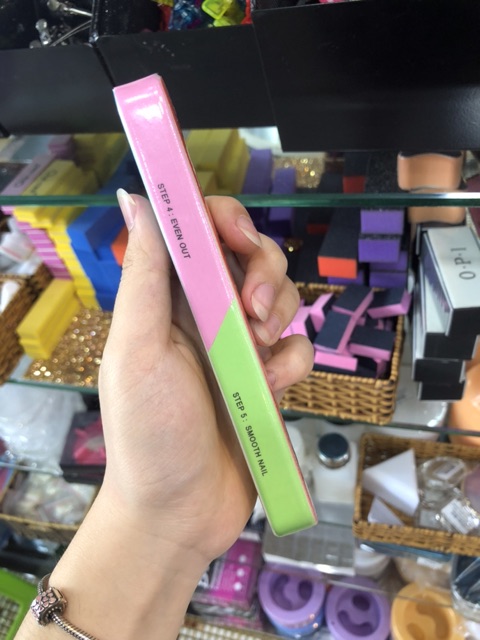 STEP 4 : EVEN OUT
STEP 5 : SMOOTH NAIL
O·P·I